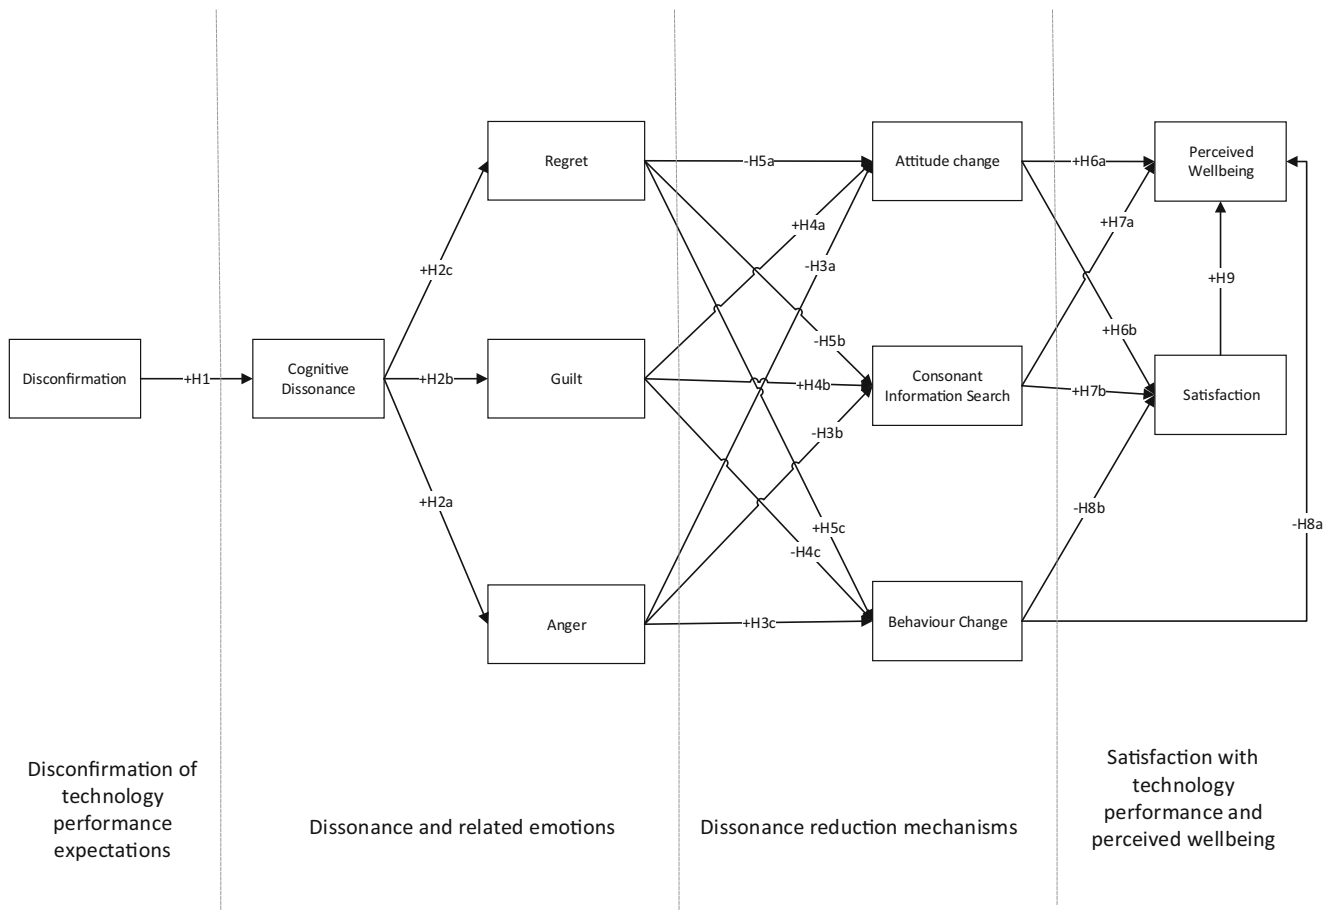 Regret
Attitude change
Perceived
Wellbeing
-H5a
+H6a
+H4a
+H7a
-H3a
+H2c
+H9
-H5b
+H6b
Disconfirmation
+H1
Cognitive
Dissonance
+H2b
Guilt
+H4b
Consonant
Information Search
+H7b
Satisfaction
-H3b
+H2a
-H8b
+H5c
-H8a
-H4c
Anger
+H3c
Behaviour Change
Disconfirmation of
technology
performance
expectations
Dissonance and related emotions
Dissonance reduction mechanisms
Satisfaction with
technology
performance and
perceived wellbeing